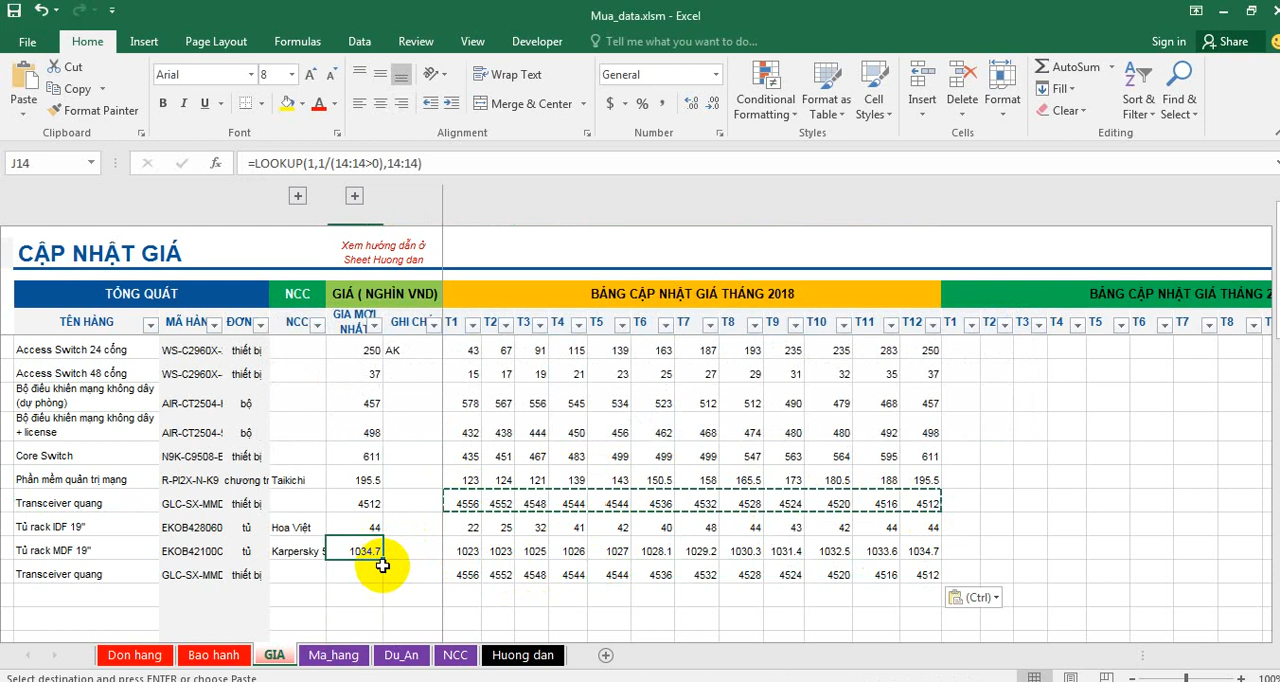 Mua_data.xlsm - Excel
File Home Insert Page Layout Formulas Data Review View Developer Tell me what you want to do... Sign in Share
Paste Cut Copy Format Painter Clipboard
Arial 8 A A B I U A Font
Wrap Text Merge & Center Alignment
General $ % , Number
Conditional Formatting Format as Table Cell Styles Styles
Insert Delete Format Cells
AutoSum Fill Clear Sort & Filter Find & Select Editing
J14 fx =LOOKUP(1,1/(14:14>0),14:14)
+ +
CẬP NHẬT GIÁ Xem hướng dẫn ở
Sheet Huong dan
TỔNG QUÁT NCC GIÁ ( NGHÌN VND) BẢNG CẬP NHẬT GIÁ THÁNG 2018 BẢNG CẬP NHẬT GIÁ THÁNG 2
TÊN HÀNG MÃ HÀN ĐƠN NCC GIÁ MỚI NHẤT GHI CH T1 T2 T3 T4 T5 T6 T7 T8 T9 T10 T11 T12 T1 T2 T3 T4 T5 T6 T7 T8
Access Switch 24 cổng WS-C2960X- thiết bị 250 AK 43 67 91 115 139 163 187 193 235 235 283 250
Access Switch 48 cổng WS-C2960X- thiết bị 37 15 17 19 21 23 25 27 29 31 32 35 37
Bộ điều khiên mạng không dây
(dự phòng) AIR-CT2504-I bộ 457 578 567 556 545 534 523 512 512 490 479 468 457
Bộ điều khiên mạng không dây
+ license AIR-CT2504- bộ 498 432 438 444 450 456 462 468 474 480 480 492 498
Core Switch N9K-C9508-E thiết bị 611 435 451 467 483 499 499 499 547 563 564 595 611
Phần mềm quản trị mạng R-PI2X-N-K9 chương tr Taikichi 195.5 123 124 121 139 143 150.5 158 165.5 173 180.5 188 195.5
Transceiver quang GLC-SX-MMD thiết bị 4512 4556 4552 4548 4544 4544 4536 4532 4528 4524 4520 4516 4512
Tủ rack IDF 19" EKOB428060 tủ Hoa Việt 44 22 25 32 41 42 40 48 44 43 42 44 44
Tủ rack MDF 19" EKOB42100C tủ Karpersky 1034.7 1023 1023 1025 1026 1027 1028.1 1029.2 1030.3 1031.4 1032.5 1033.6 1034.7
Transceiver quang GLC-SX-MMD thiết bị 4556 4552 4548 4544 4544 4536 4532 4528 4524 4520 4516 4512
(Ctrl)
Don hang Bao hanh GIA Ma_hang Du_An NCC Huong dan
Select destination and press ENTER or choose Paste 100%